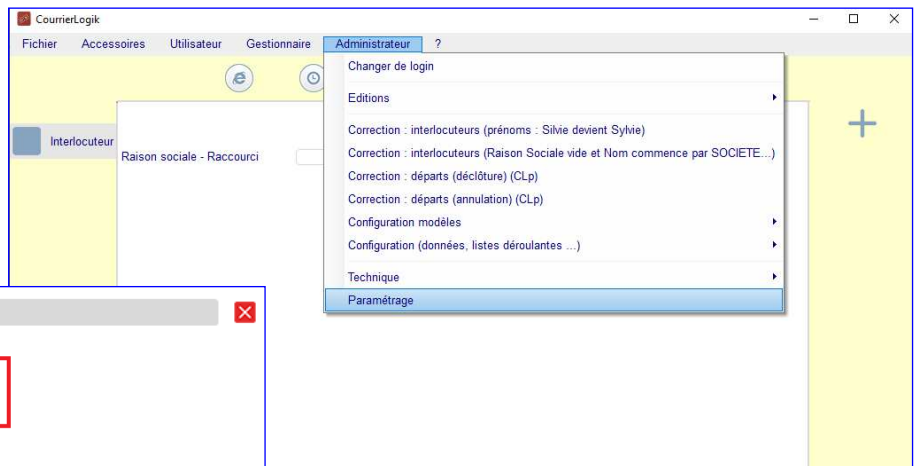 CourrierLogik
Fichier Accessoires Utilisateur Gestionnaire Administrateur ?
Changer de login
Editions
Interlocuteur
Raison sociale - Raccourci
Correction : interlocuteurs (prénoms : Silvie devient Sylvie)
Correction : interlocuteurs (Raison Sociale vide et Nom commence par SOCIETE...)
Correction : départs (déclôture) (CLp)
Correction : départs (annulation) (CLp)
Configuration modèles
Configuration (données, listes déroulantes ...)
Technique
Paramétrage